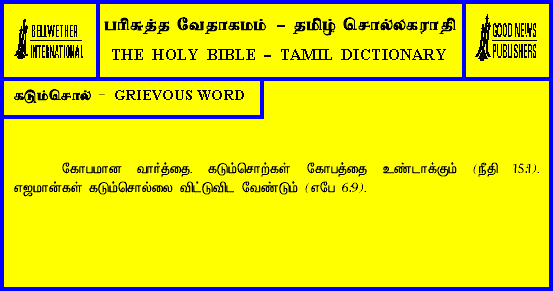 BELLWETHER
INTERNATIONAL
பரிசுத்த வேதாகமம் - தமிழ் சொல்லகராதி
THE HOLY BIBLE - TAMIL DICTIONARY
GOOD NEWS
PUBLISHERS
கடும்சொல் - GRIEVOUS WORD
கோபமான வார்த்தை. கடும்சொற்கள் கோபத்தை உண்டாக்கும் (நீதி 15:1).
எஜமான்கள் கடும்சொல்லை விட்டுவிட வேண்டும் (எபே 6:9).